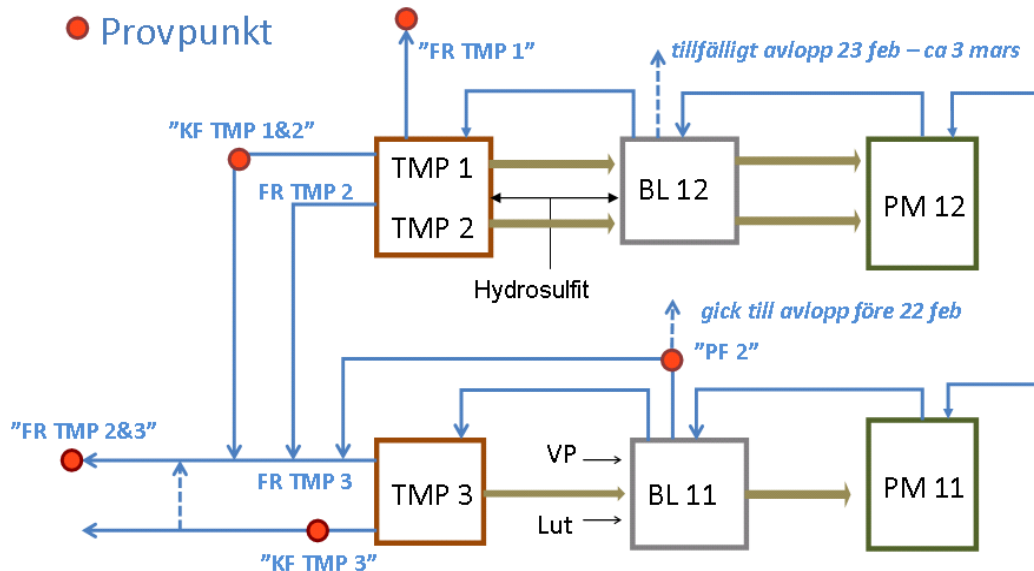 Provpunkt
"FR TMP 1"
tillfälligt avlopp 23 feb – ca 3 mars
"KF TMP 1&2"
FR TMP 2
TMP 1
TMP 2
BL 12
PM 12
Hydrosulfit
gick till avlopp före 22 feb
"PF 2"
"FR TMP 2&3"
FR TMP 3
TMP 3
VP
Lut
BL 11
PM 11
"KF TMP 3"